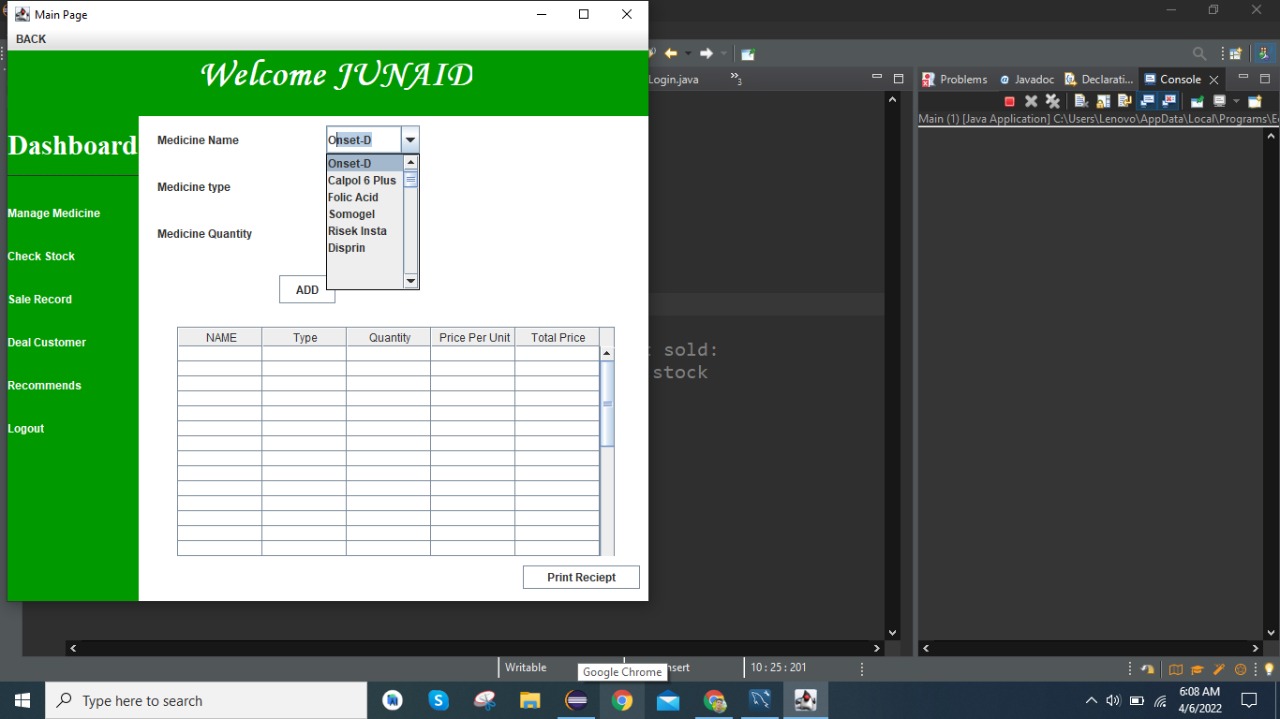 Main Page
BACK
Welcome JUNAID
Dashboard
Manage Medicine
Check Stock
Sale Record
Deal Customer
Recommends
Logout
Medicine Name
Onset-D
Onset-D
Calpol 6 Plus
Folic Acid
Somogel
Risek Insta
Disprin
Medicine type
Medicine Quantity
ADD
NAME Type Quantity Price Per Unit Total Price
Print Reciept
Login.java
3
Problems Javadoc Declarati... Console
Main (1) [Java Application] C:\Users\Lenovo\AppData\Local\Programs\E
sold:
stock
Writable
10 : 25 : 201
Google Chrome
Type here to search
6:08 AM
4/6/2022